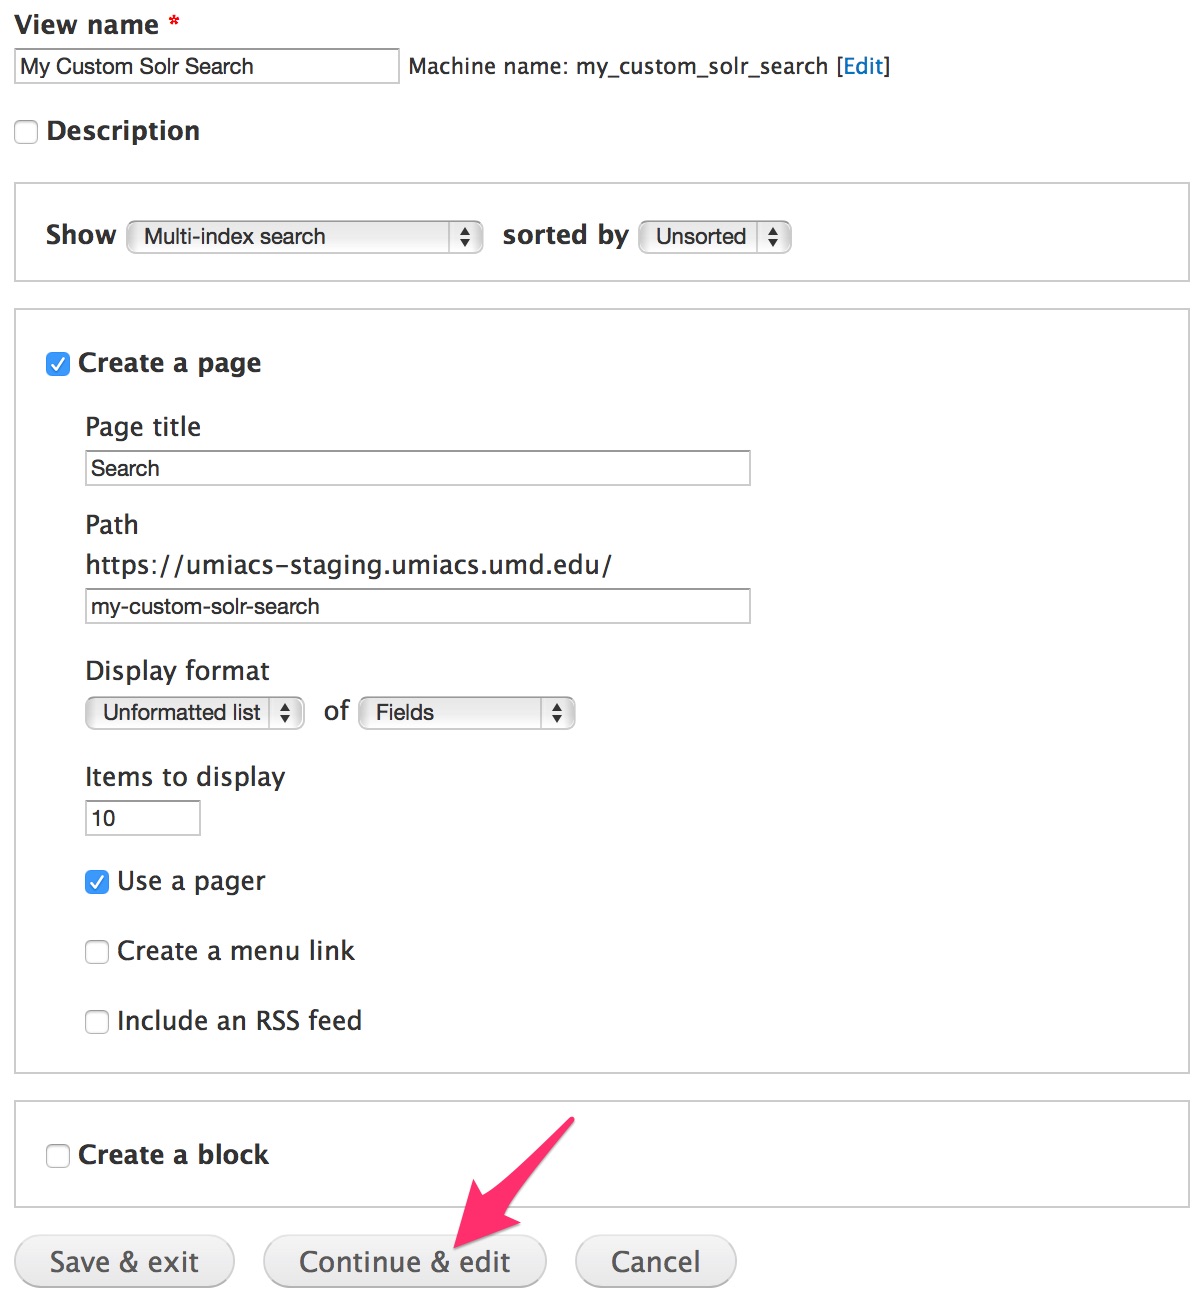 View name *
My Custom Solr Search Machine name: my_custom_solr_search [Edit]
Description
Show Multi-index search sorted by Unsorted
Create a page
Page title
Search
Path
https://umiacs-staging.umiacs.umd.edu/
my-custom-solr-search
Display format
Unformatted list of Fields
Items to display
10
Use a pager
Create a menu link
Include an RSS feed
Create a block
Save & exit Continue & edit Cancel